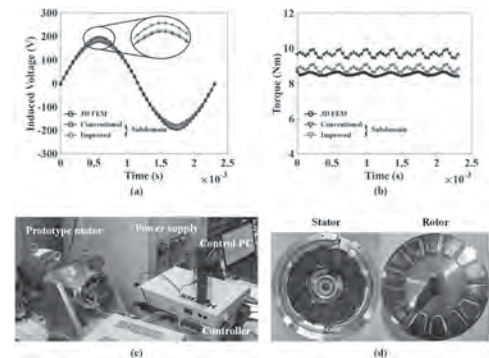 300
200
100
0
-100
-200
-300
Induced Voltage (V)
3D FEM
Conventional
Improved
Subdomain
0 0.5 1 1.5 2 2.5
Time (s) ×10⁻³
(a)
12
10
8
6
4
Torque (Nm)
3D FEM
Conventional
Improved
Subdomain
0 0.5 1 1.5 2 2.5
Time (s) ×10⁻³
(b)
Prototype motor
Power supply
Control PC
Controller
(c)
Stator
Rotor
(d)